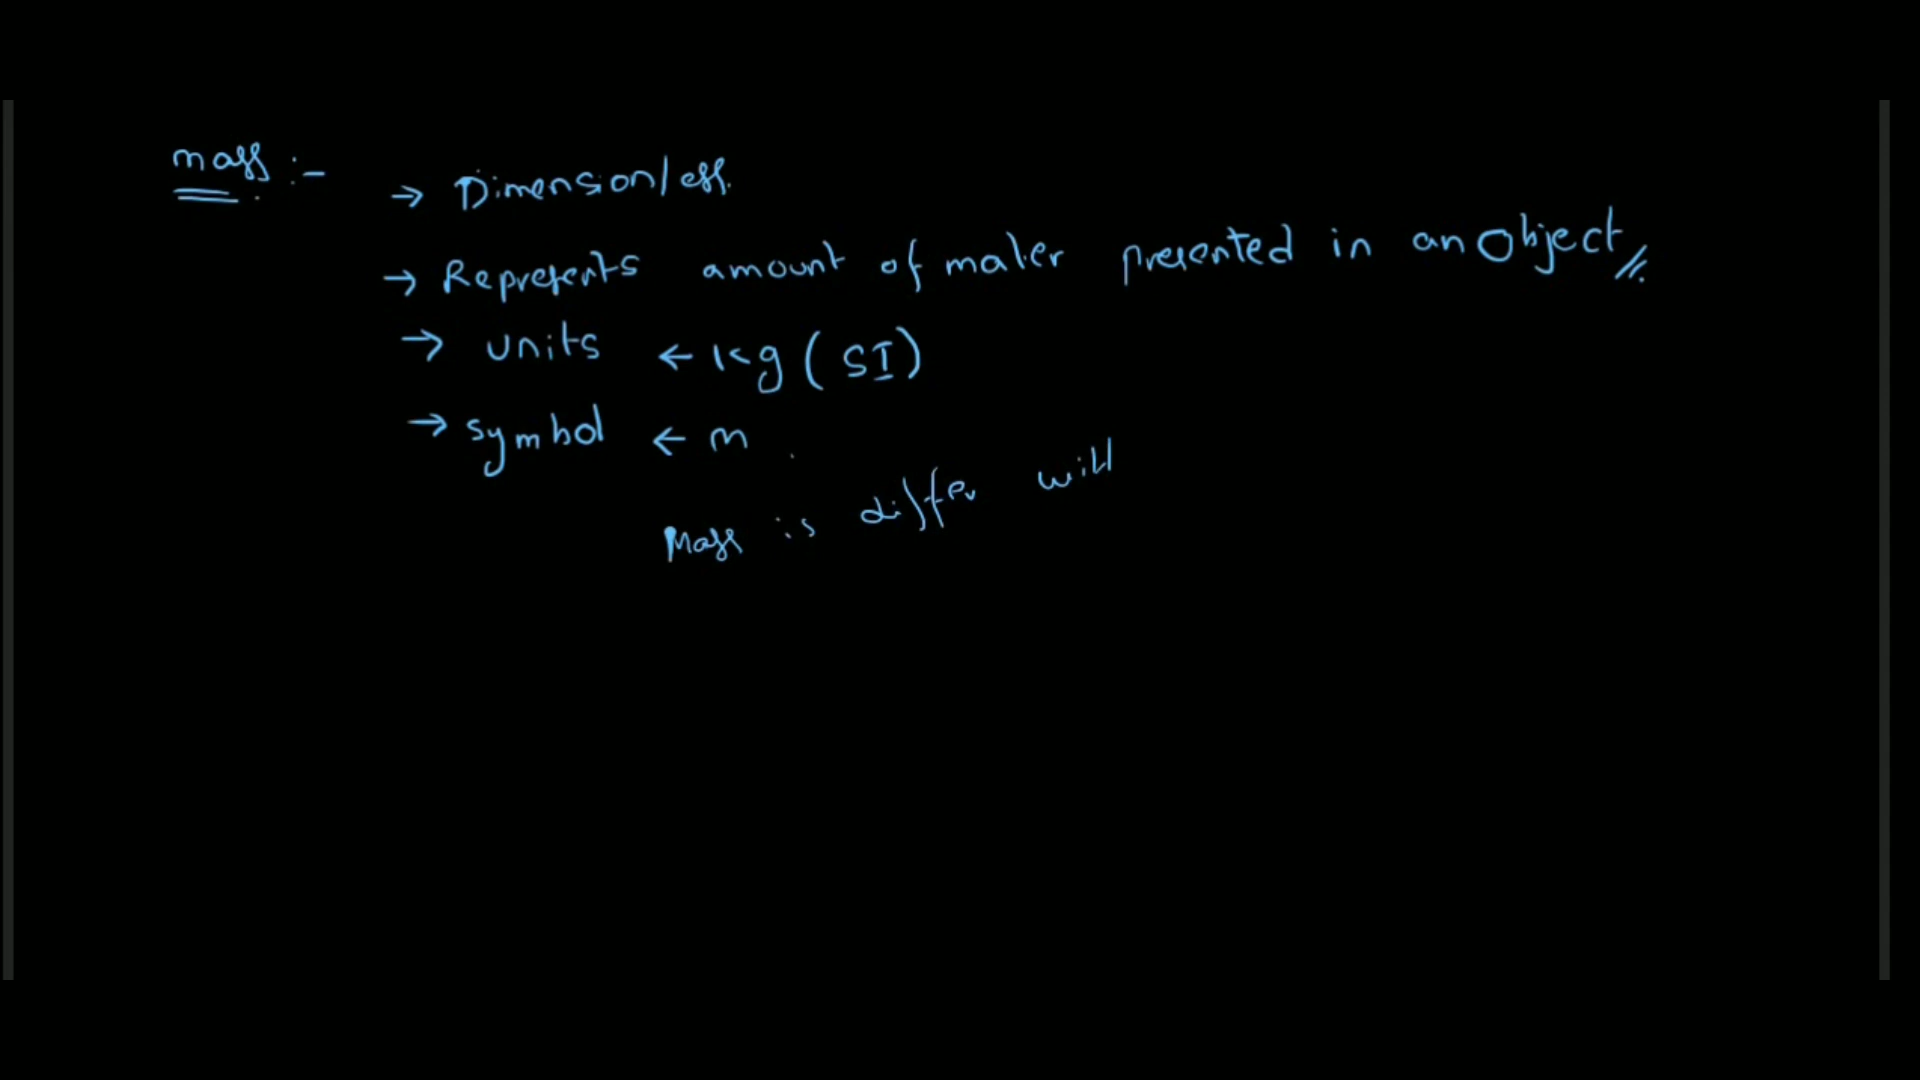 mass :- → Dimensionless.
→ Represents amount of mater presented in an Object //.
→ units ← kg (SI)
→ symbol ← m .
Mass is differ will